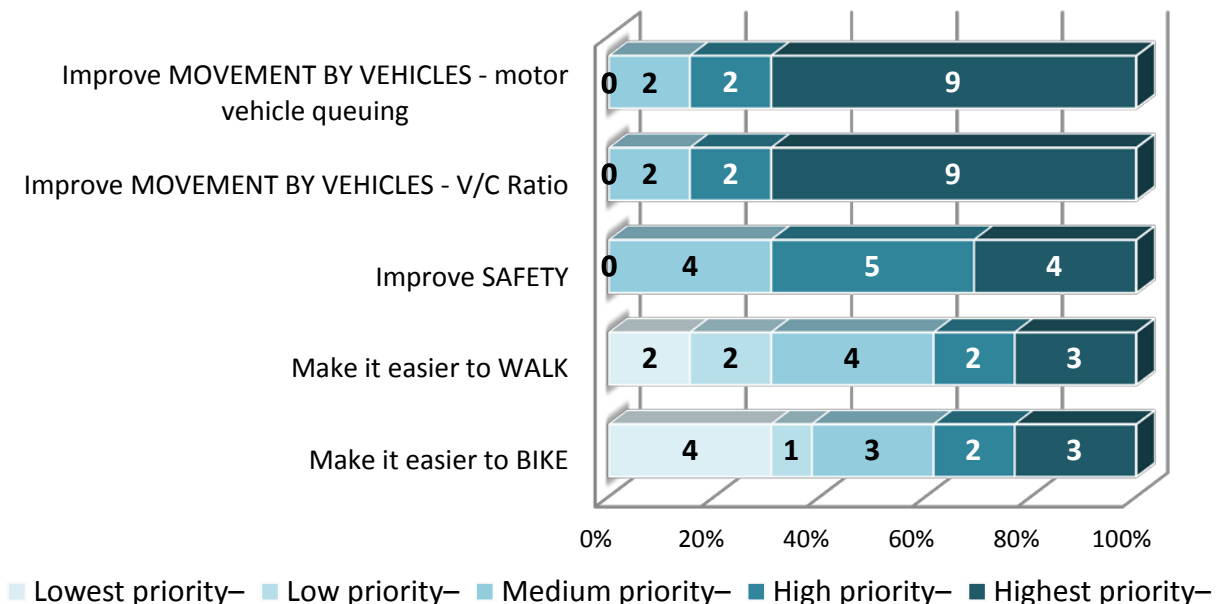 Improve MOVEMENT BY VEHICLES - motor
vehicle queuing
0 2 2 9
Improve MOVEMENT BY VEHICLES - V/C Ratio
0 2 2 9
Improve SAFETY
0 4 5 4
Make it easier to WALK
2 2 4 2 3
Make it easier to BIKE
4 1 3 2 3
0% 20% 40% 60% 80% 100%
Lowest priority– Low priority– Medium priority– High priority– Highest priority–